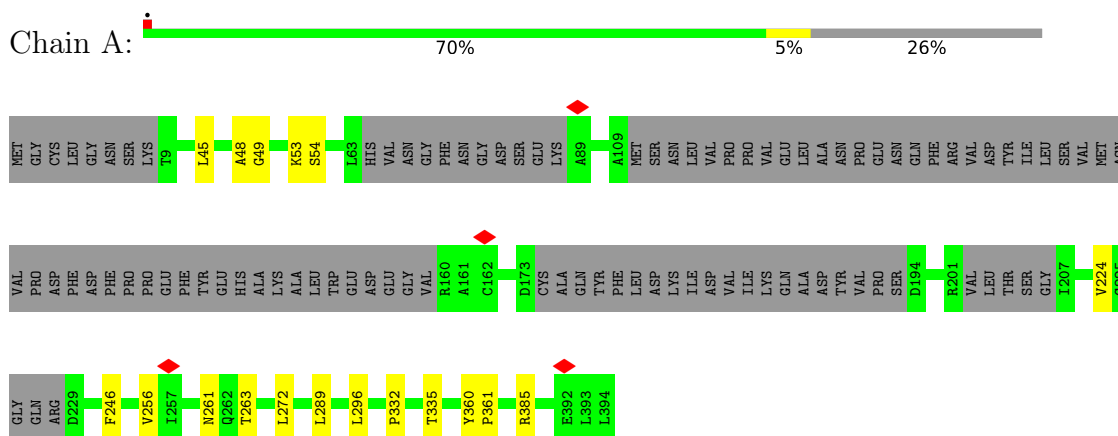 Chain A:
70%
5%
26%
MET GLY CYS LEU GLY ASN SER LYS T9 L45 A48 G49 K53 S54 L63 HIS VAL ASN GLY PHE ASN GLY ASP SER GLU LYS A89 A109 MET SER ASN LEU VAL PRO PRO VAL GLU LEU ALA ASN PRO GLU ASN GLN PHE ARG VAL ASP TYR ILE LEU SER VAL MET
VAL PRO ASP PHE ASP PHE PRO PRO GLU PHE TYR GLU HIS ALA LYS ALA LEU TRP GLU ASP GLU GLY VAL R160 A161 C162 D173 CYS ALA GLN TYR PHE LEU ASP LYS ILE ASP VAL ILE LYS GLN ALA ASP TYR VAL PRO SER D194 R201 VAL LEU THR SER GLY I207 V224
GLY GLN ARG D229 F246 V256 I257 N261 Q262 T263 L272 L289 L296 P332 T335 Y360 P361 R385 E392 L393 L394